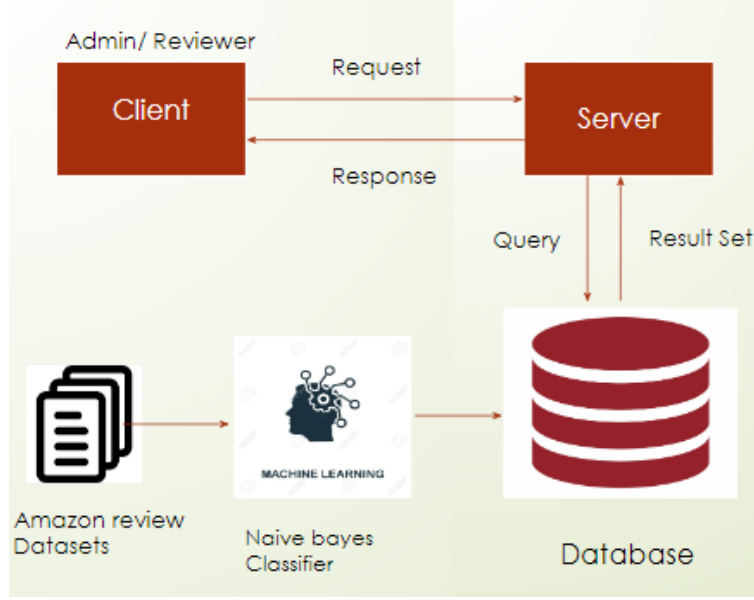 Admin/ Reviewer
Request
Client
Server
Response
Query
Result Set
MACHINE LEARNING
Amazon review
Datasets
Naive bayes
Classifier
Database